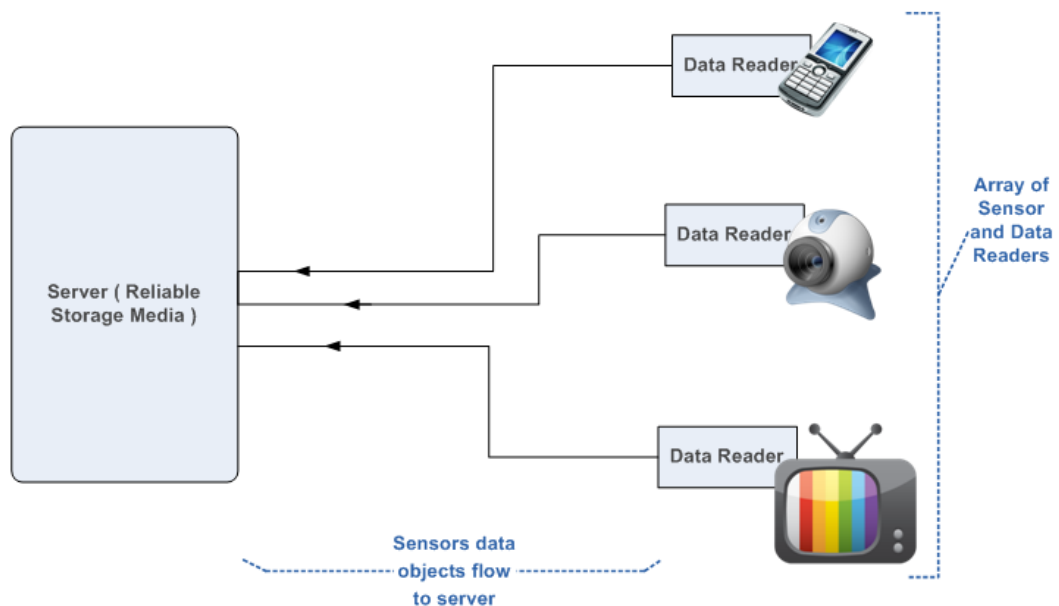 Data Reader
Data Reader
Server ( Reliable
Storage Media )
Data Reader
Array of
Sensor
and Data
Readers
Sensors data
objects flow
to server